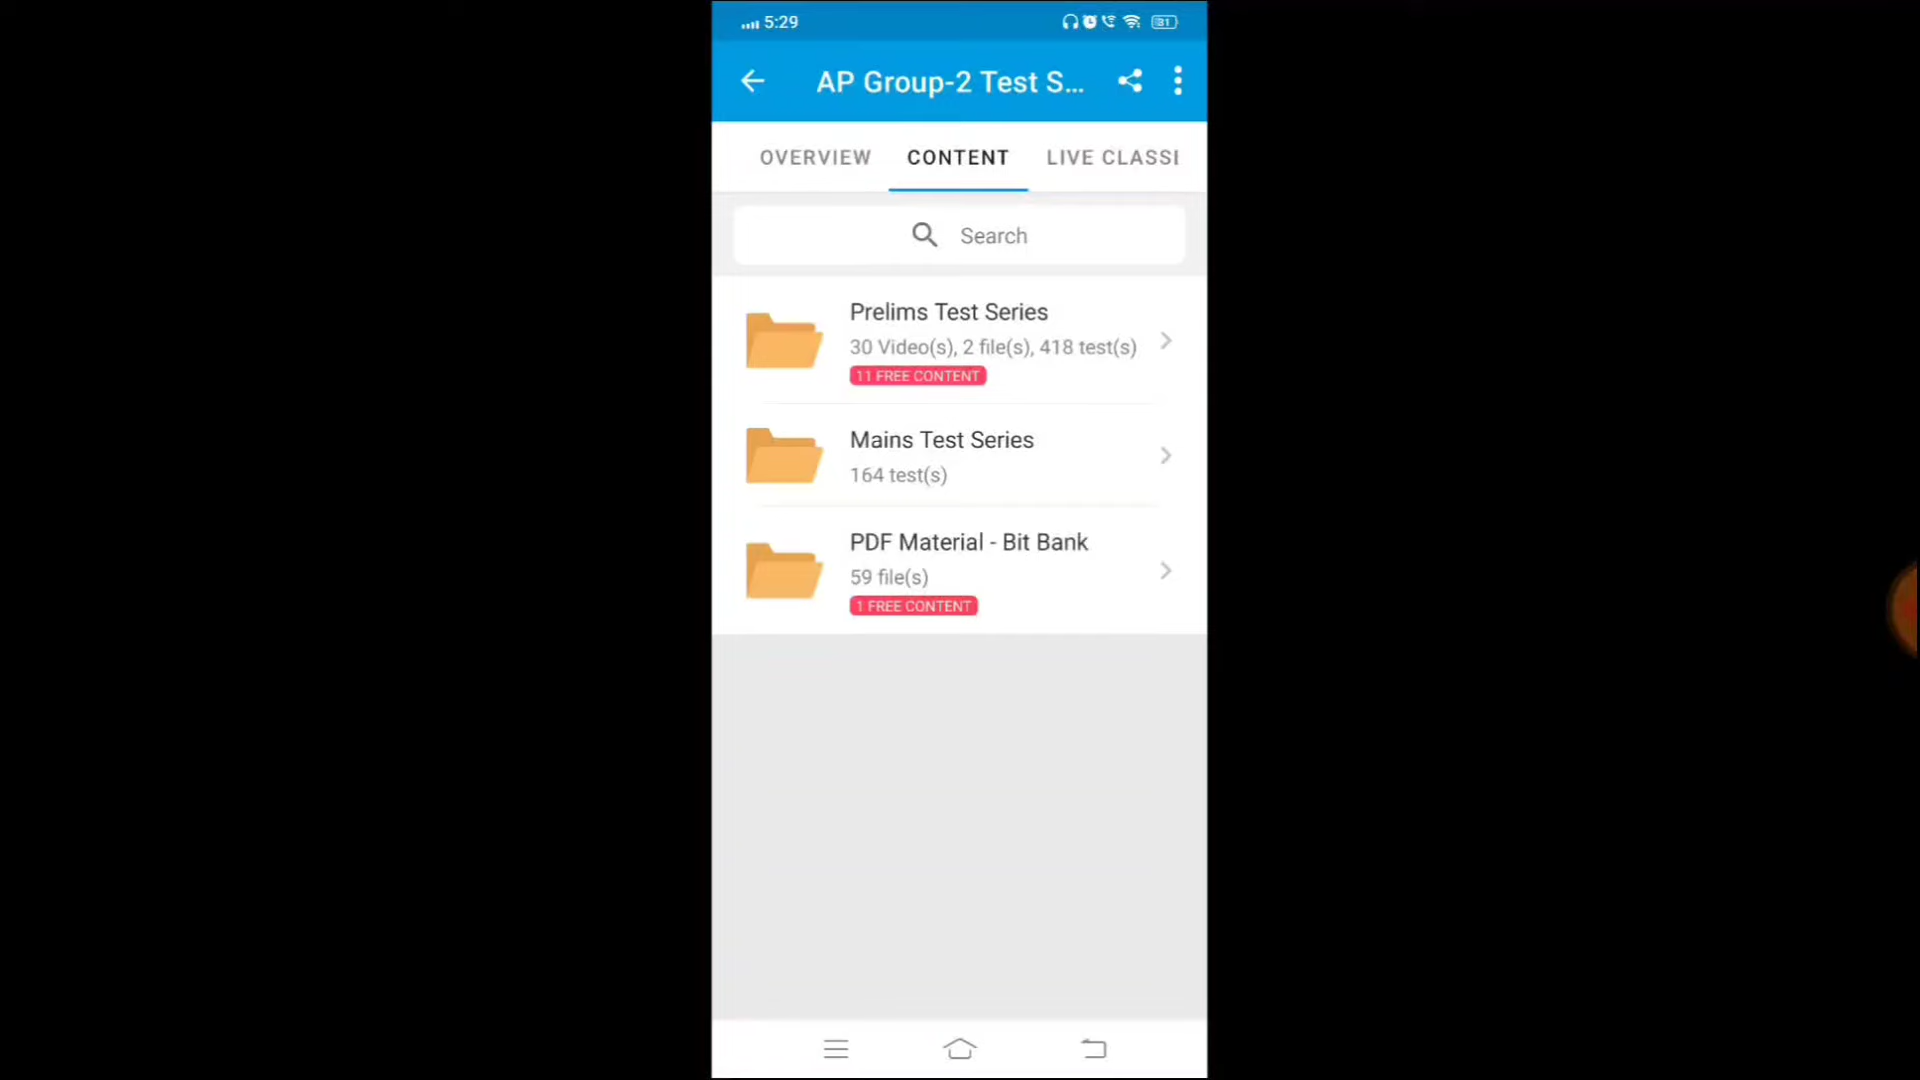 5:29
81
AP Group-2 Test S...
OVERVIEW CONTENT LIVE CLASSI
Search
Prelims Test Series
30 Video(s), 2 file(s), 418 test(s)
11 FREE CONTENT
Mains Test Series
164 test(s)
PDF Material - Bit Bank
59 file(s)
1 FREE CONTENT